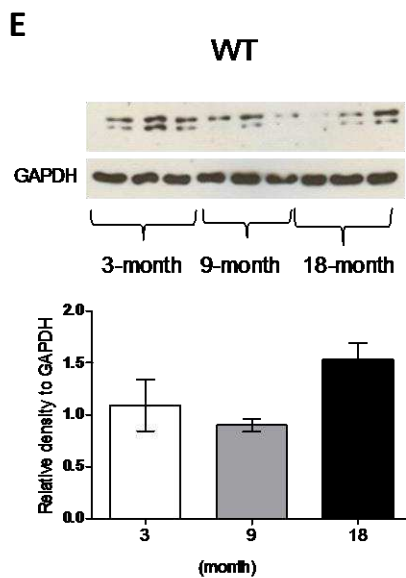 E
WT
GAPDH
3-month 9-month 18-month
Relative density to GAPDH
2.0
1.5
1.0
0.5
0.0
3 9 18
(month)